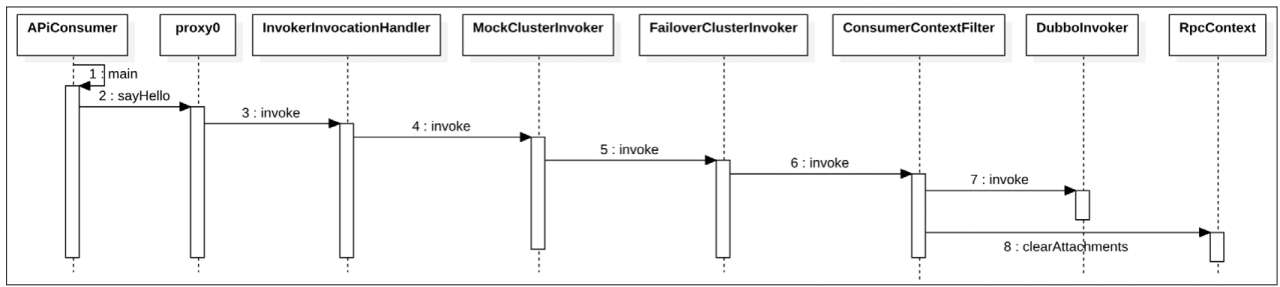 APiConsumer
proxy0
InvokerInvocationHandler
MockClusterInvoker
FailoverClusterInvoker
ConsumerContextFilter
DubboInvoker
RpcContext
1 : main
2 : sayHello
3 : invoke
4 : invoke
5 : invoke
6 : invoke
7 : invoke
8 : clearAttachments